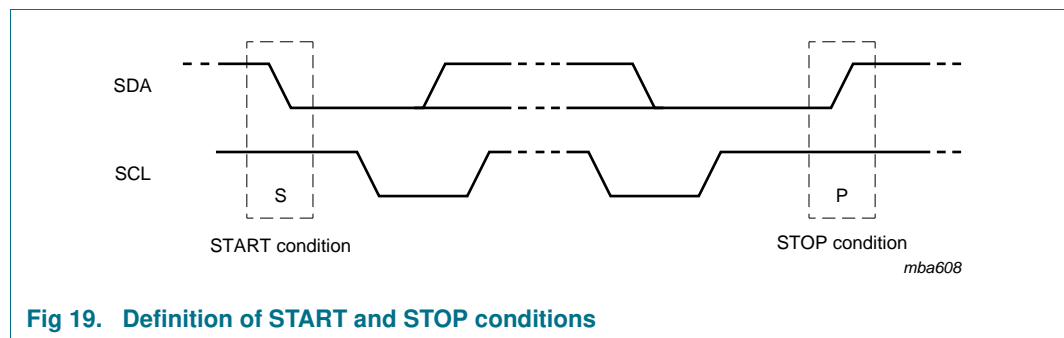 SDA
SCL
S
P
START condition
STOP condition
mba608
Fig 19. Definition of START and STOP conditions